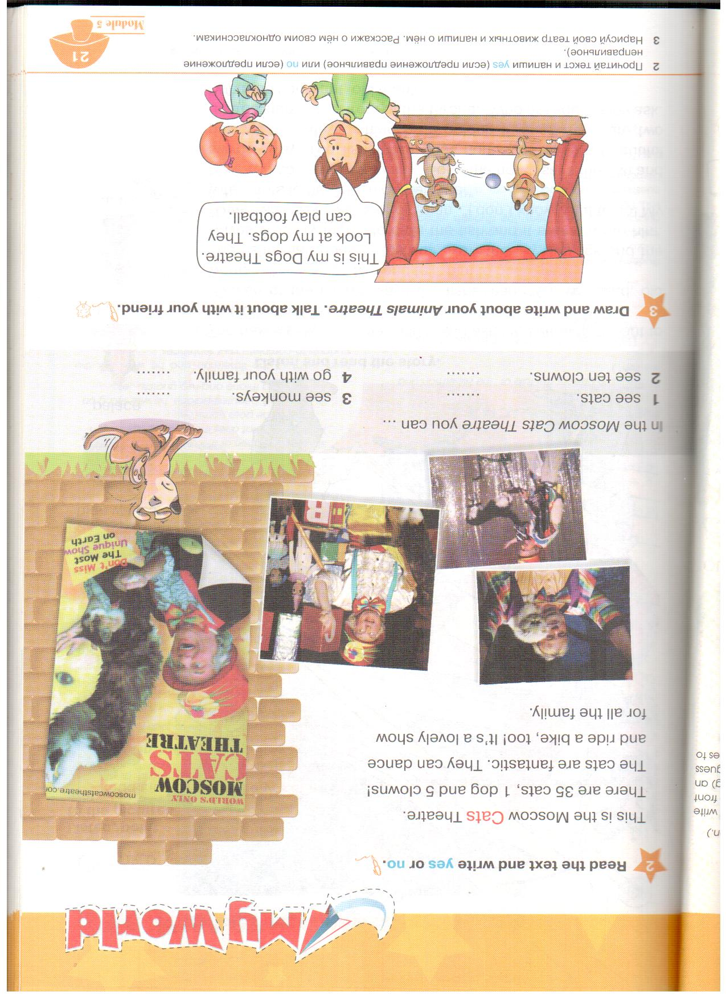 My World
2 Read the text and write yes or no.
This is the Moscow Cats Theatre.
There are 35 cats, 1 dog and 5 clowns!
The cats are fantastic. They can dance
and ride a bike, too! It's a lovely show
for all the family.
moscowcatstheatre.co
WORLD'S ONLY
MOSCOW
CATS
THEATRE
Don't Miss
The Most
Unique Show
on Earth
B
In the Moscow Cats Theatre you can ...
1 see cats. .......
2 see ten clowns. .......
3 see monkeys. .......
4 go with your family. .......
3 Draw and write about your Animals Theatre. Talk about it with your friend.
This is my Dogs Theatre.
Look at my dogs. They
can play football.
2 Прочитай текст и напиши yes (если предложение правильное) или no (если предложение
неправильное).
3 Нарисуй свой театр животных и напиши о нём. Расскажи о нём своим одноклассникам.
21
Module 5
write
front
g) an
guess
es to